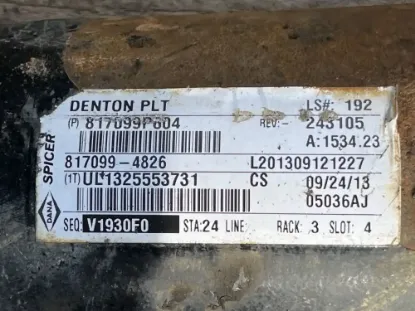 DENTON PLT LS#: 192
(P) 817099P604 REV:- 243105
A:1534.23
817099-4826 L201309121227
(1T) UL1325553731 CS 09/24/13
05036AJ
SEQ: V1930F0 STA:24 LINE: RACK: 3 SLOT: 4
SPICER
DANA